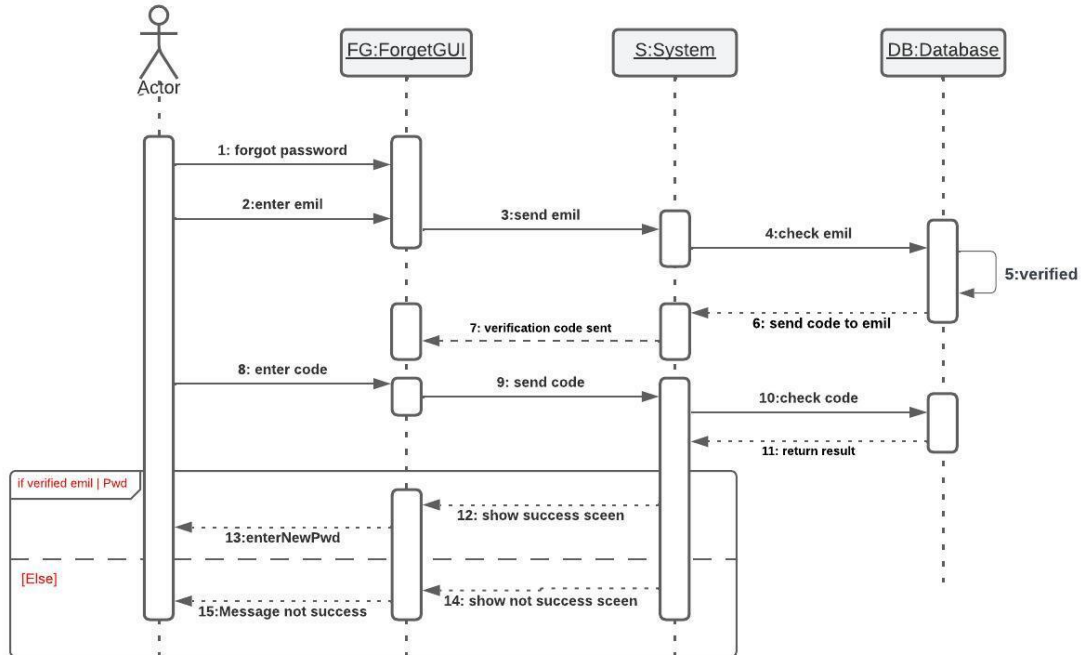 Actor
FG:ForgetGUI
S:System
DB:Database
1: forgot password
2:enter emil
3:send emil
4:check emil
5:verified
6: send code to emil
7: verification code sent
8: enter code
9: send code
10:check code
11: return result
if verified emil | Pwd
12: show success sceen
13:enterNewPwd
[Else]
14: show not success sceen
15:Message not success